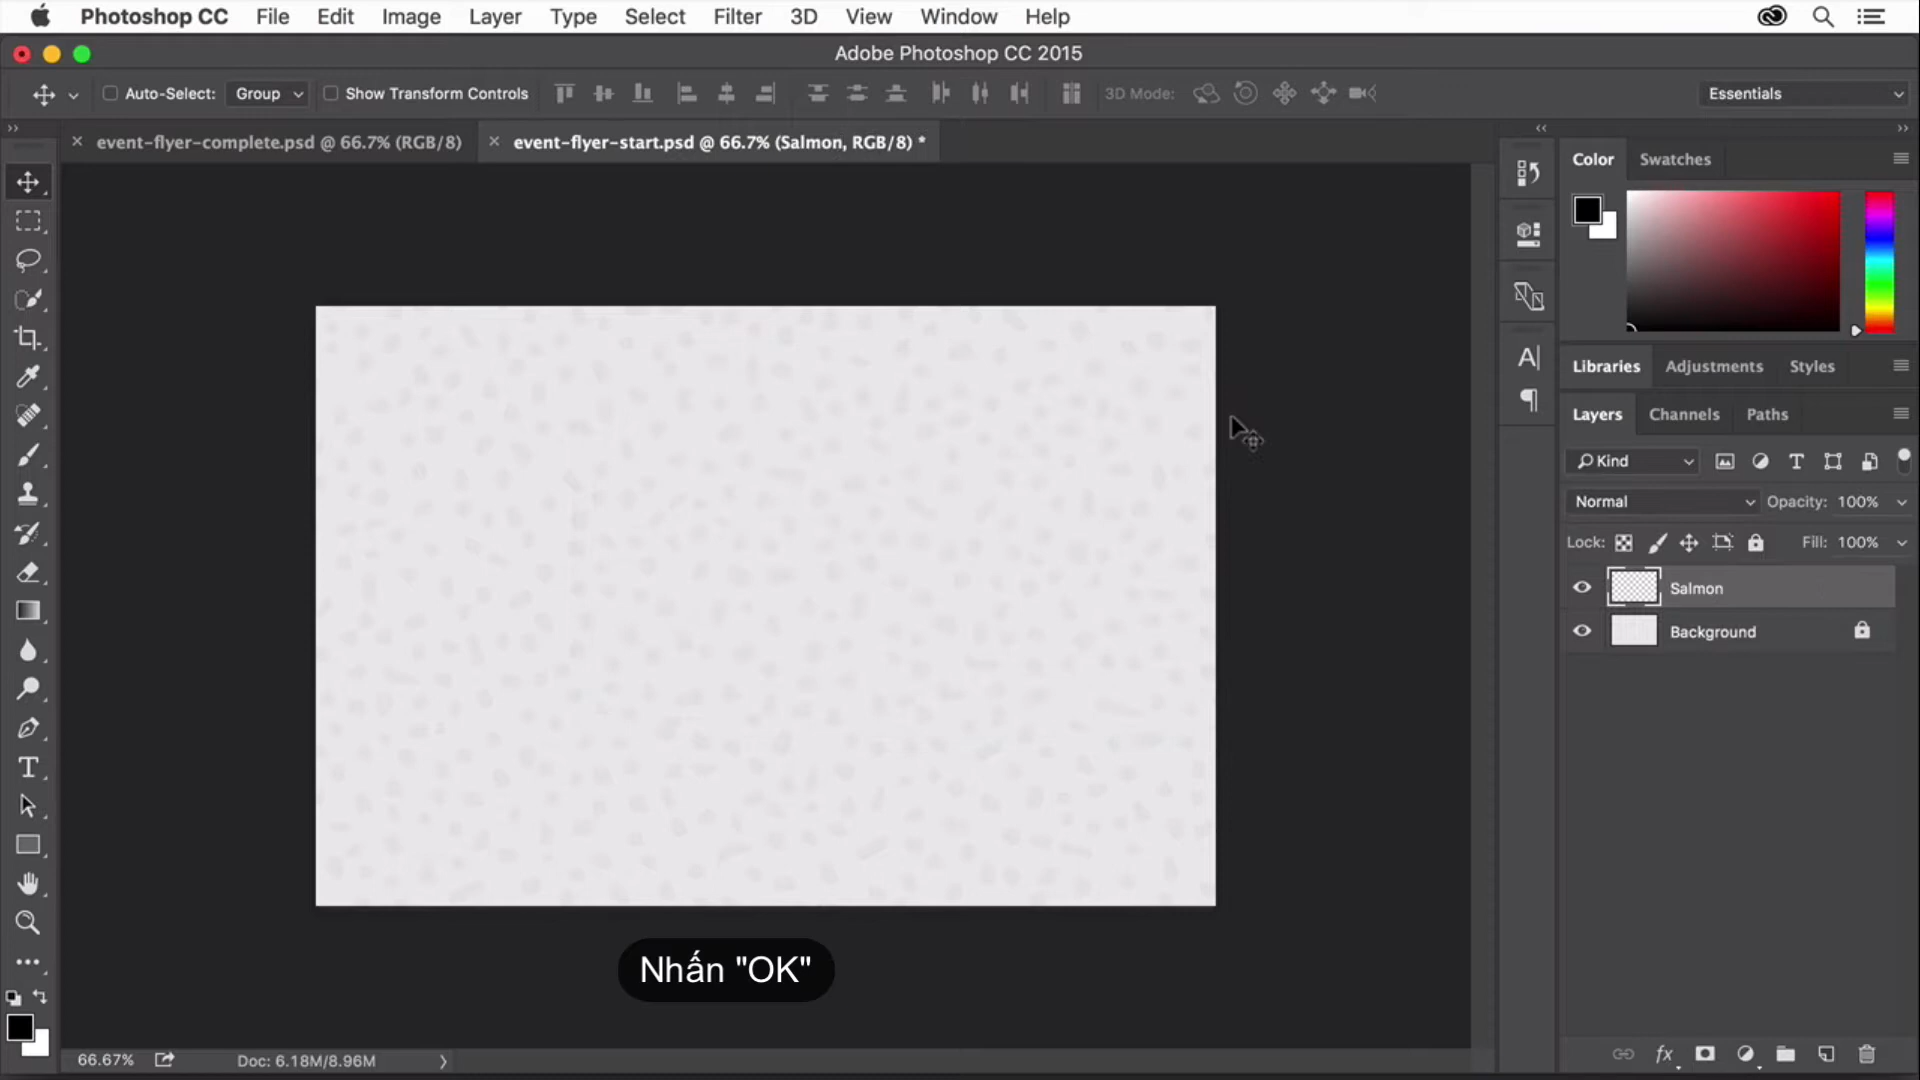 Photoshop CC File Edit Image Layer Type Select Filter 3D View Window Help
Adobe Photoshop CC 2015
Auto-Select: Group Show Transform Controls 3D Mode: Essentials
event-flyer-complete.psd @ 66.7% (RGB/8) event-flyer-start.psd @ 66.7% (Salmon, RGB/8) *
Color Swatches
Libraries Adjustments Styles
Layers Channels Paths
Kind
Normal Opacity: 100%
Lock: Fill: 100%
Salmon
Background
Nhấn "OK"
66.67% Doc: 6.18M/8.96M